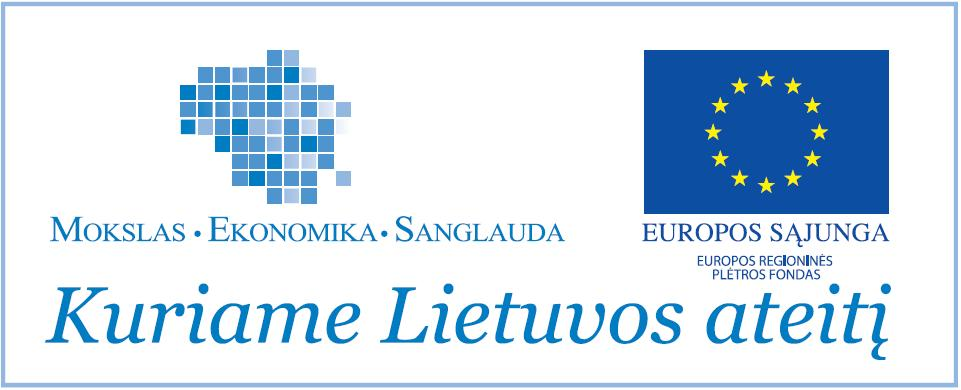 MOKSLAS • EKONOMIKA • SANGLAUDA
EUROPOS SĄJUNGA
EUROPOS REGIONINĖS
PLĖTROS FONDAS
Kuriame Lietuvos ateitį